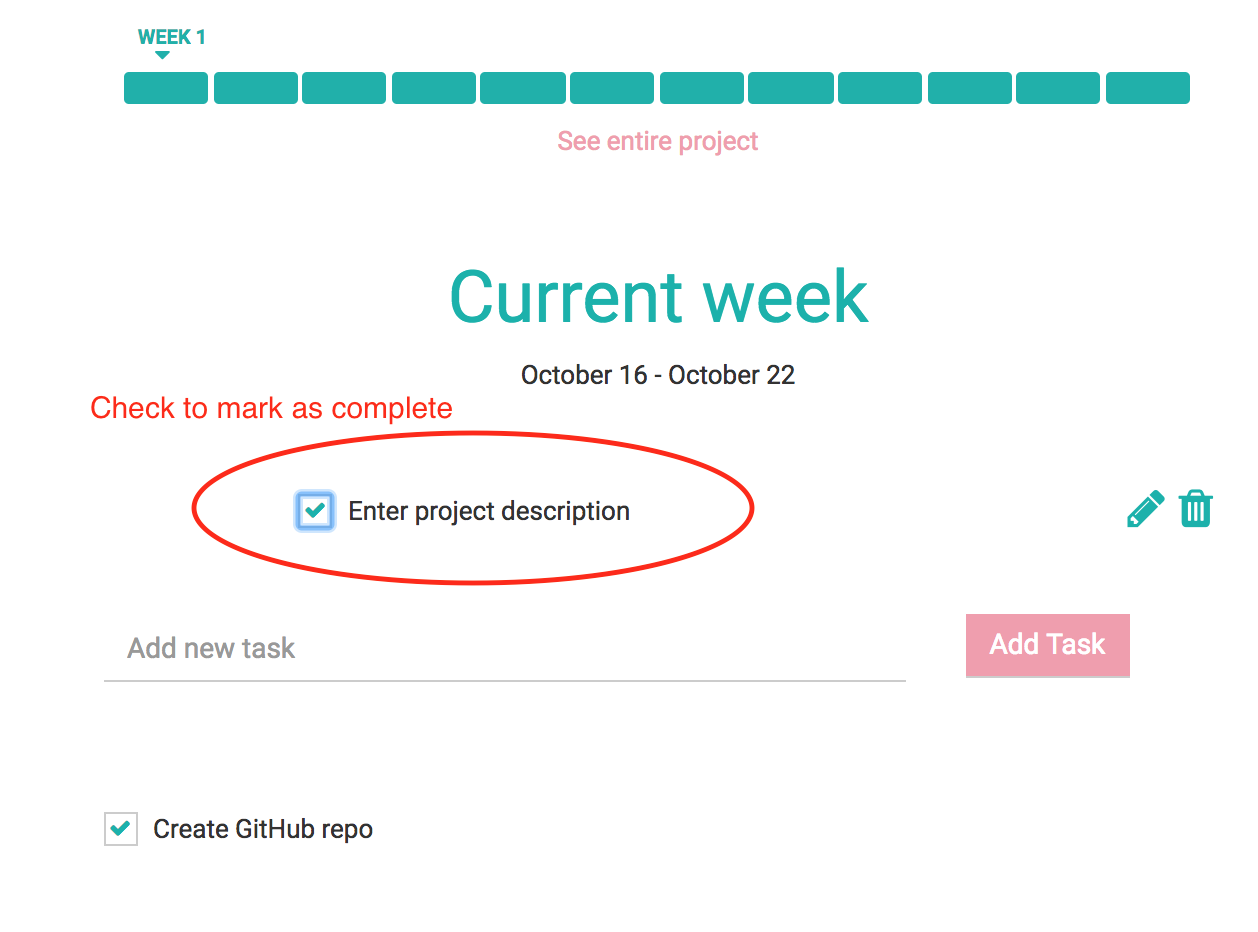 WEEK 1
See entire project
Current week
October 16 - October 22
Check to mark as complete
Enter project description
Add new task
Add Task
Create GitHub repo